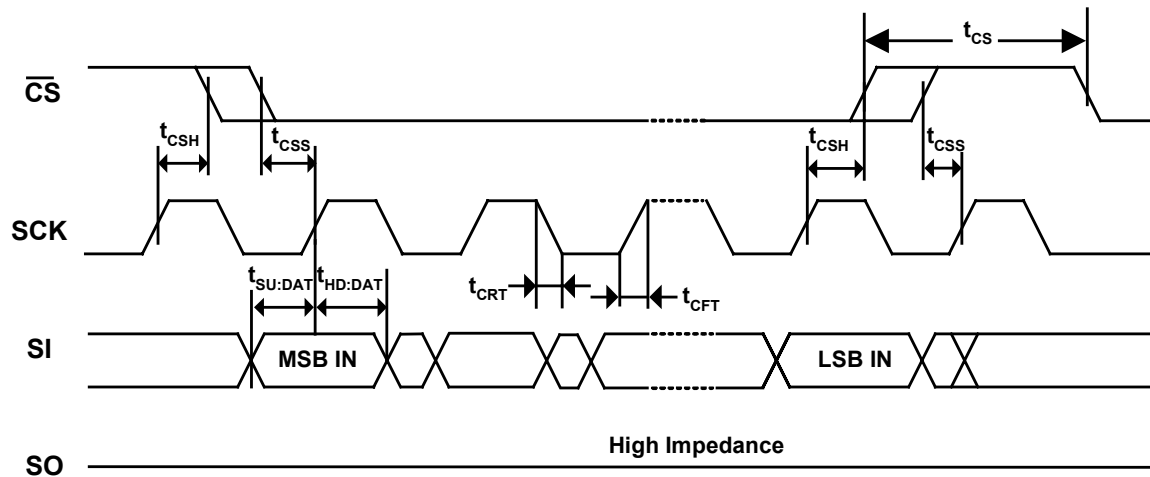 tCS
CS
tCSH
tCSS
tCSH
tCSS
SCK
tSU:DAT
tHD:DAT
tCRT
tCFT
SI
MSB IN
LSB IN
High Impedance
SO